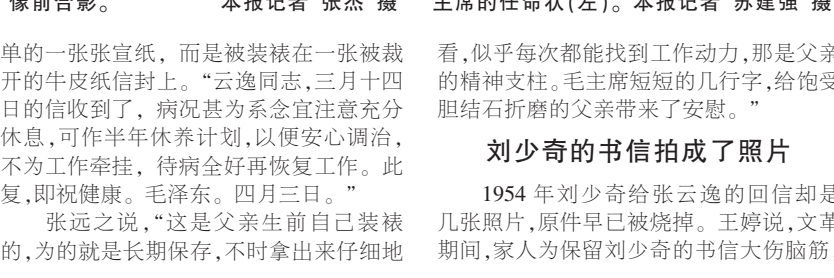 像前合影。 本报记者 张杰 摄
单的一张张宣纸，而是被装裱在一张被裁
开的牛皮纸信封上。“云逸同志，三月十四
日的信收到了，病况甚为系念宜注意充分
休息，可作半年休养计划，以便安心调治，
不为工作牵挂，待病全好再恢复工作。此
复，即祝健康。毛泽东。四月三日。”
张远之说，“这是父亲生前自己装裱
的，为的就是长期保存，不时拿出来仔细地
主席的任命状(左)。本报记者 苏建强 摄
看，似乎每次都能找到工作动力，那是父亲
的精神支柱。毛主席短短的几行字，给饱受
胆结石折磨的父亲带来了安慰。”
刘少奇的书信拍成了照片
1954 年刘少奇给张云逸的回信却是
几张照片，原件早已被烧掉。王婷说，文革
期间，家人为保留刘少奇的书信大伤脑筋